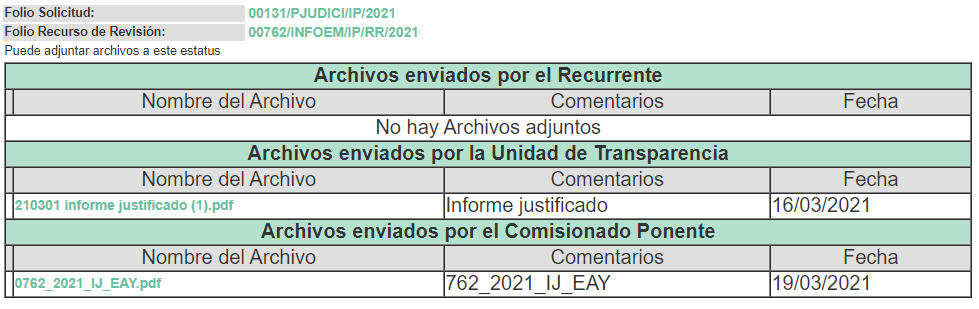 Folio Solicitud: 00131/PJUDICI/IP/2021
Folio Recurso de Revisión: 00762/INFOEM/IP/RR/2021
Puede adjuntar archivos a este estatus
Archivos enviados por el Recurrente
Nombre del Archivo Comentarios Fecha
No hay Archivos adjuntos
Archivos enviados por la Unidad de Transparencia
Nombre del Archivo Comentarios Fecha
210301 informe justificado (1).pdf Informe justificado 16/03/2021
Archivos enviados por el Comisionado Ponente
Nombre del Archivo Comentarios Fecha
0762_2021_IJ_EAY.pdf 762_2021_IJ_EAY 19/03/2021